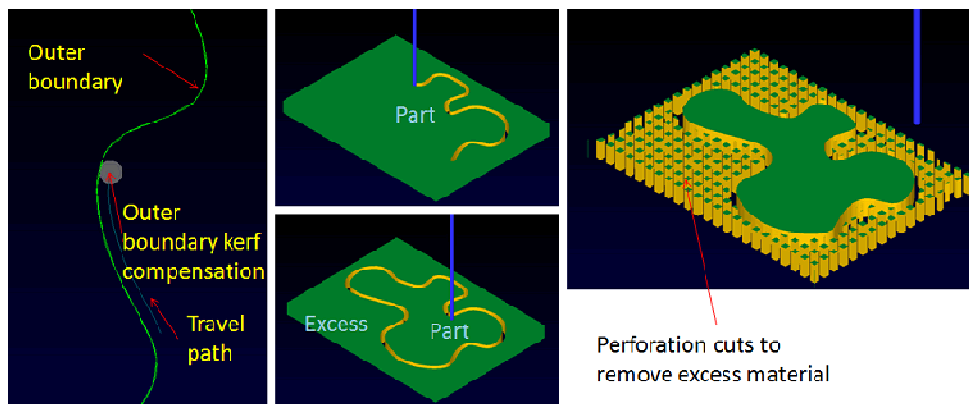 Outer
boundary
Outer
boundary kerf
compensation
Travel
path
Part
Excess
Part
Perforation cuts to
remove excess material